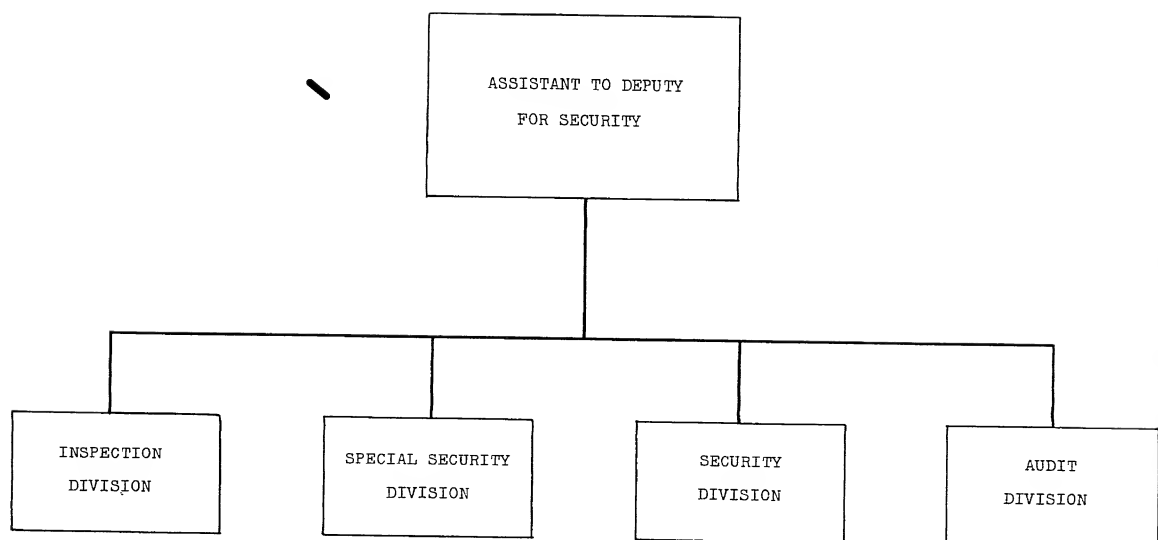 ASSISTANT TO DEPUTY
FOR SECURITY
INSPECTION
DIVISION
SPECIAL SECURITY
DIVISION
SECURITY
DIVISION
AUDIT
DIVISION